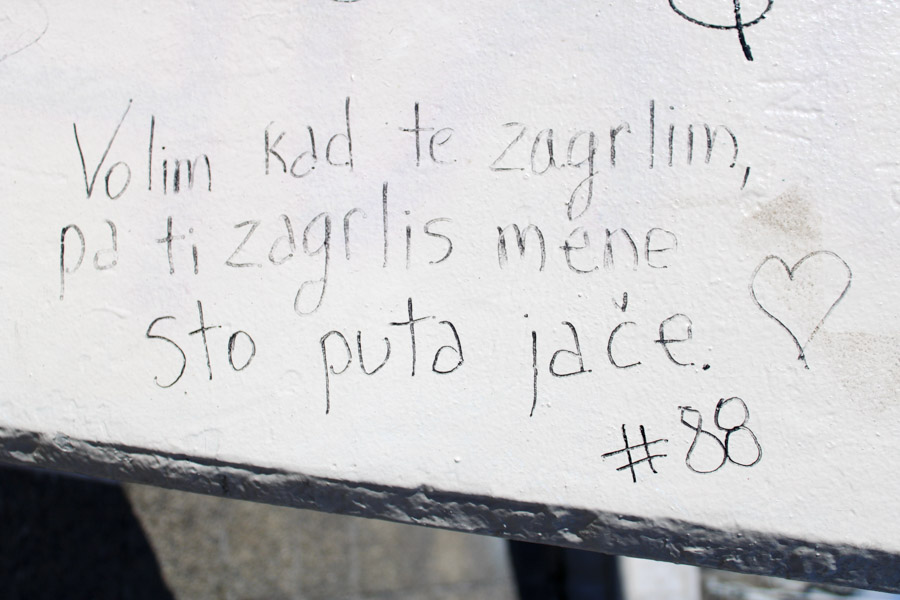 Volim kad te zagrlim,
pa ti zagrlis mene
sto puta jače.
#88